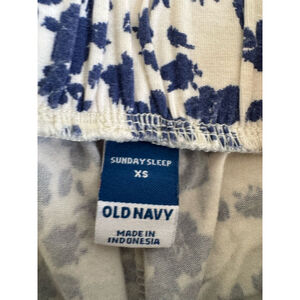 SUNDAY SLEEP
XS
OLD NAVY
MADE IN
INDONESIA